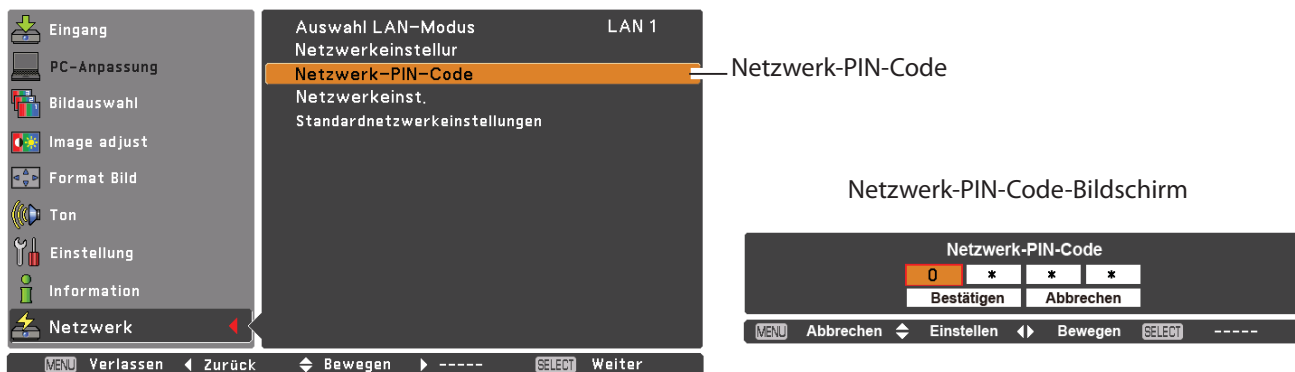 Eingang
PC-Anpassung
Bildauswahl
Image adjust
Format Bild
Ton
Einstellung
Information
Netzwerk
Auswahl LAN-Modus LAN 1
Netzwerkeinstellur
Netzwerk-PIN-Code
Netzwerkeinst.
Standardnetzwerkeinstellungen
MENU Verlassen Zurück Bewegen ----- SELECT Weiter
Netzwerk-PIN-Code
Netzwerk-PIN-Code-Bildschirm
Netzwerk-PIN-Code
0 * * *
Bestätigen Abbrechen
MENU Abbrechen Einstellen Bewegen SELECT -----